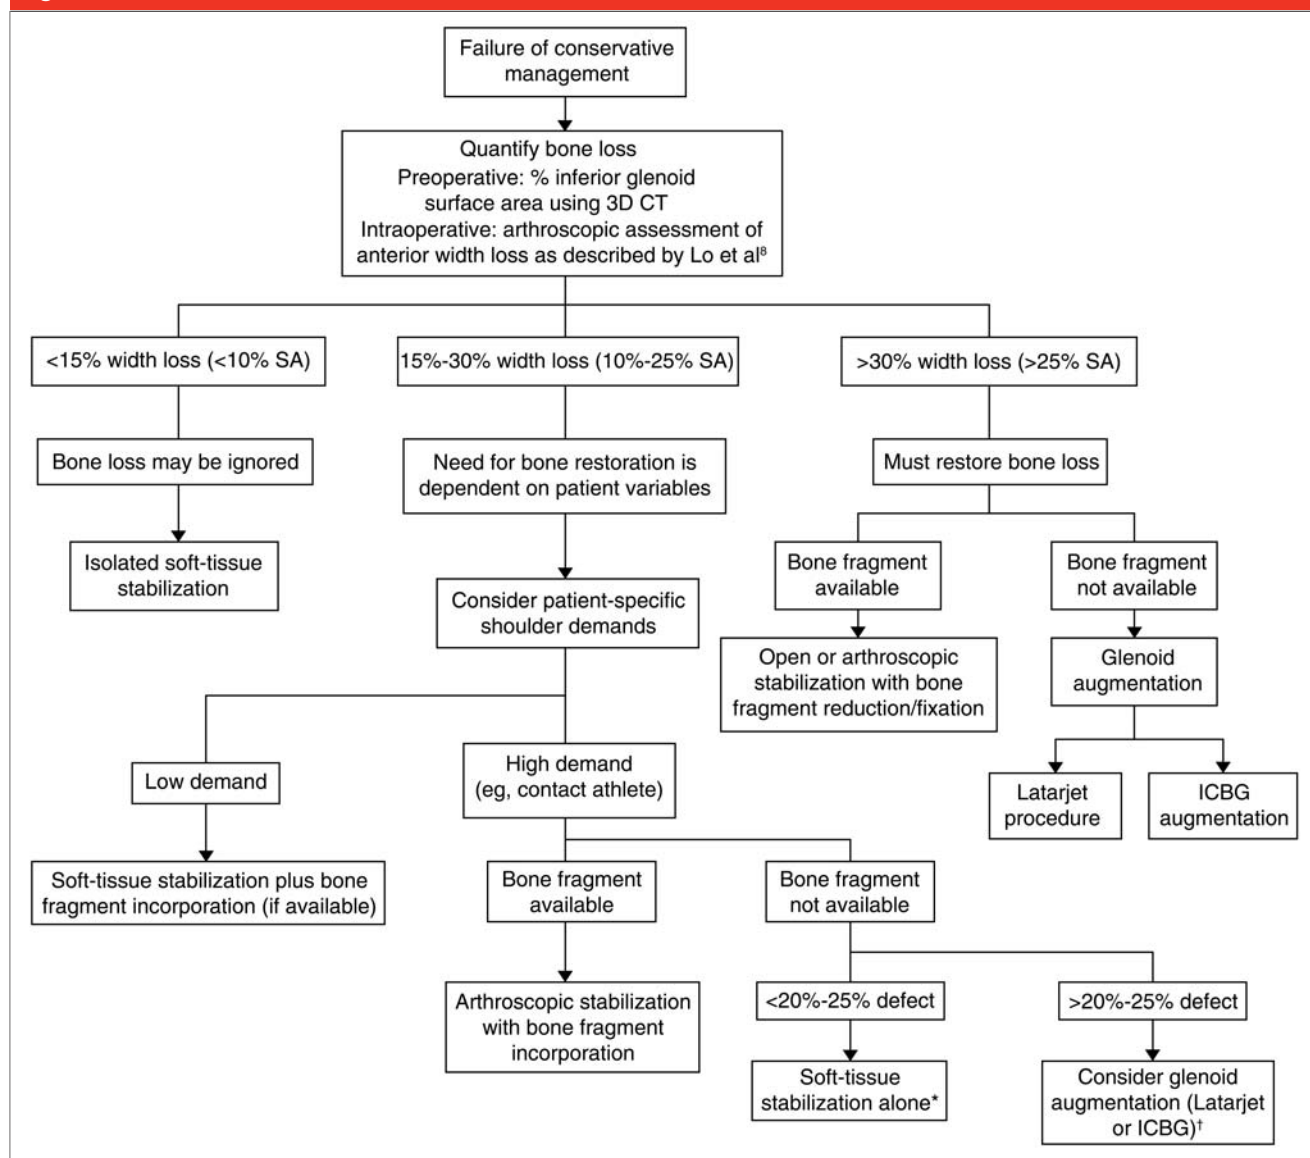 Failure of conservative
management
Quantify bone loss
Preoperative: % inferior glenoid
surface area using 3D CT
Intraoperative: arthroscopic assessment of
anterior width loss as described by Lo et al⁸
<15% width loss (<10% SA)
15%-30% width loss (10%-25% SA)
>30% width loss (>25% SA)
Bone loss may be ignored
Need for bone restoration is
dependent on patient variables
Must restore bone loss
Isolated soft-tissue
stabilization
Bone fragment
available
Bone fragment
not available
Consider patient-specific
shoulder demands
Open or arthroscopic
stabilization with bone
fragment reduction/fixation
Glenoid
augmentation
Low demand
High demand
(eg, contact athlete)
Latarjet
procedure
ICBG
augmentation
Soft-tissue stabilization plus bone
fragment incorporation (if available)
Bone fragment
available
Bone fragment
not available
Arthroscopic stabilization
with bone fragment
incorporation
<20%-25% defect
>20%-25% defect
Soft-tissue
stabilization alone*
Consider glenoid
augmentation (Latarjet
or ICBG)†